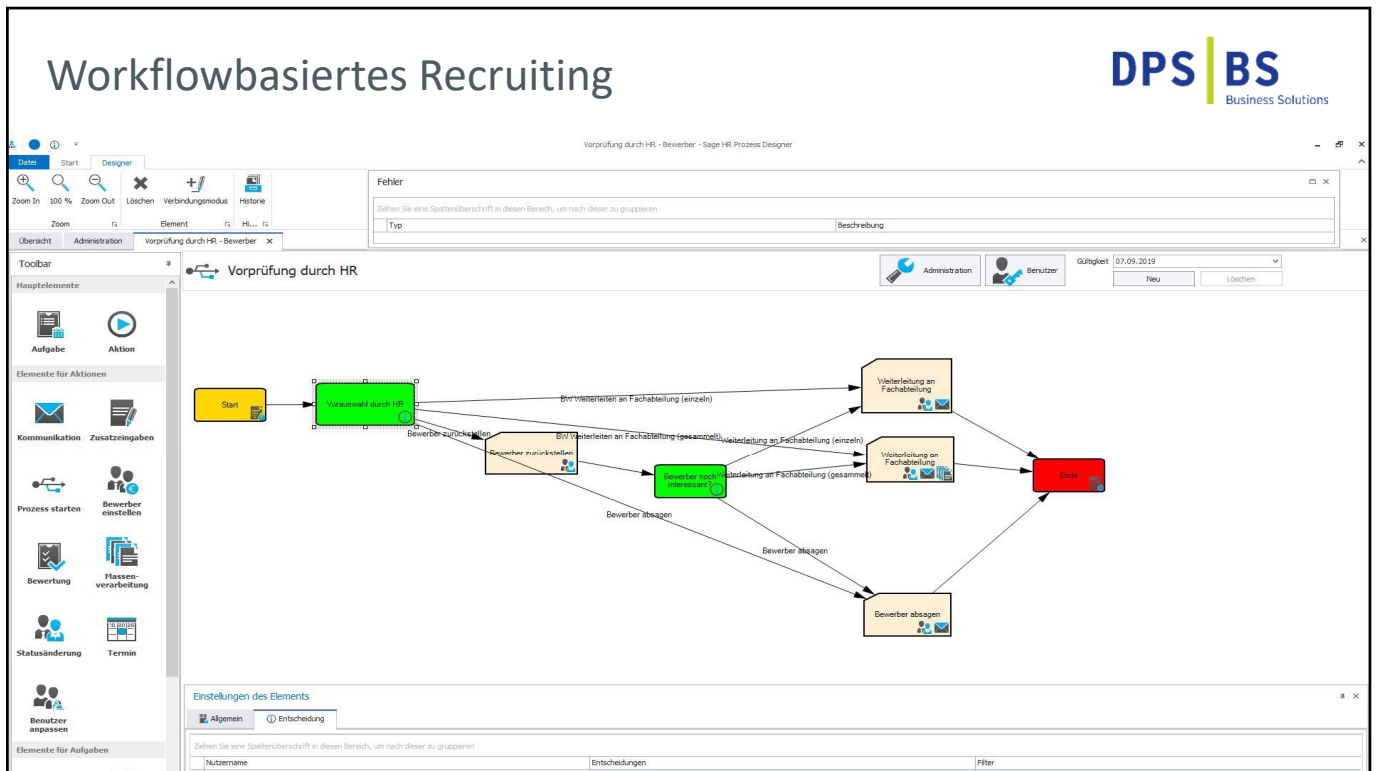 Workflowbasiertes Recruiting
DPS BS
Business Solutions
Vorprüfung durch HR - Bewerber - Sage HR Prozess Designer
Datei Start Designer
Zoom In 100 % Zoom Out Löschen Verbindungsmodus Historie
Zoom Element Hi...
Fehler
Ziehen Sie eine Spaltenüberschrift in diesen Bereich, um nach dieser zu gruppieren
Typ Beschreibung
Übersicht Administration Vorprüfung durch HR - Bewerber
Toolbar
Hauptelemente
Aufgabe Aktion
Elemente für Aktionen
Kommunikation Zusatzeingaben
Prozess starten Bewerber
einstellen
Bewertung Massen-
verarbeitung
Statusänderung Termin
Benutzer
anpassen
Elemente für Aufgaben
Vorprüfung durch HR
Administration Benutzer Gültigkeit 07.09.2019
Neu Löschen
Start
Vorauswahl durch HR
BW Weiterleiten an Fachabteilung (einzeln)
Weiterleitung an
Fachabteilung
Bewerber zurückstellen
BW Weiterleiten an Fachabteilung (gesammelt)
Weiterleitung an Fachabteilung (einzeln)
Bewerber zurückstellen
Weiterleitung an
Fachabteilung
Bewerber noch
interessant?
Weiterleitung an Fachabteilung (gesammelt)
Ende
Bewerber absagen
Bewerber absagen
Bewerber absagen
Einstellungen des Elements
Allgemein Entscheidung
Ziehen Sie eine Spaltenüberschrift in diesen Bereich, um nach dieser zu gruppieren
Nutzername Entscheidungen Filter